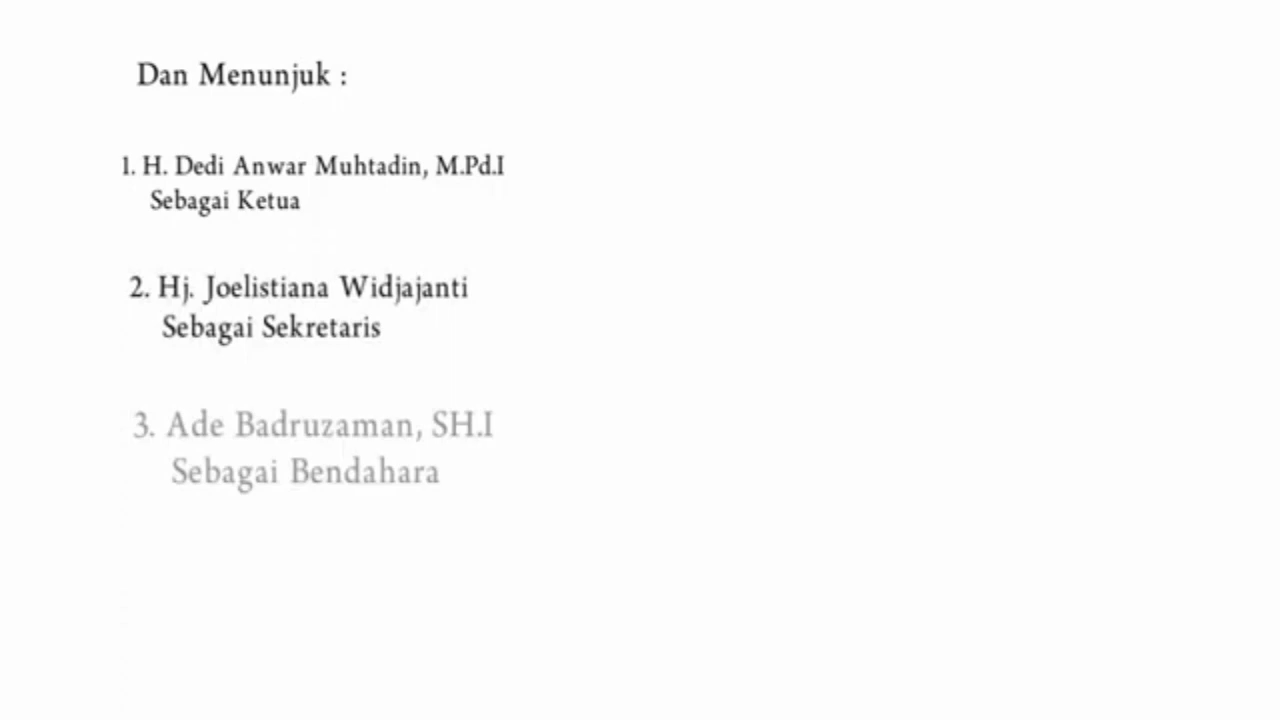 Dan Menunjuk :
1. H. Dedi Anwar Muhtadin, M.Pd.I
Sebagai Ketua
2. Hj. Joelistiana Widjajanti
Sebagai Sekretaris
3. Ade Badruzaman, SH.I
Sebagai Bendahara